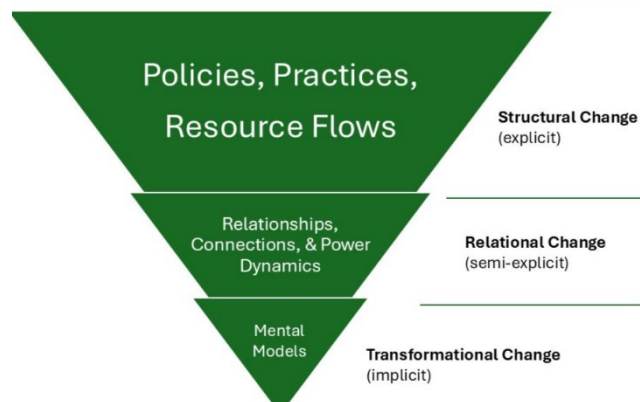 Policies, Practices,
Resource Flows
Structural Change
(explicit)
Relationships,
Connections, & Power
Dynamics
Relational Change
(semi-explicit)
Mental
Models
Transformational Change
(implicit)